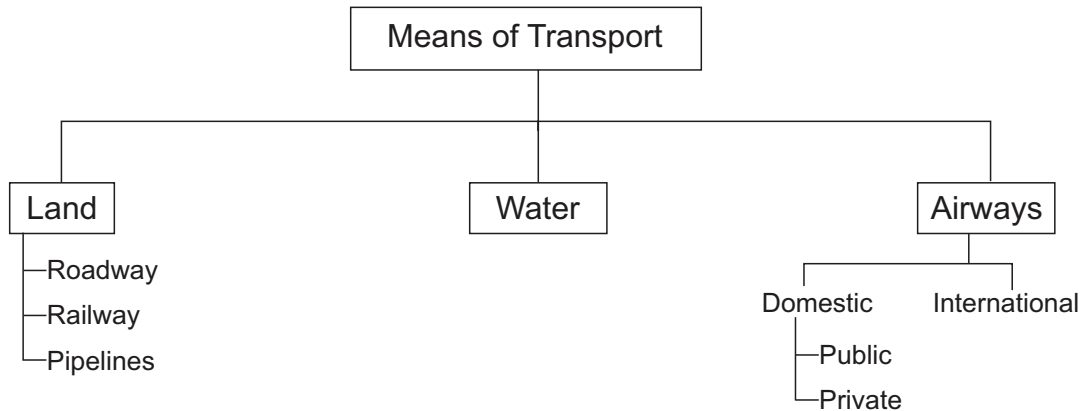 Means of Transport
Land
Water
Airways
Roadway
Railway
Pipelines
Domestic
International
Public
Private